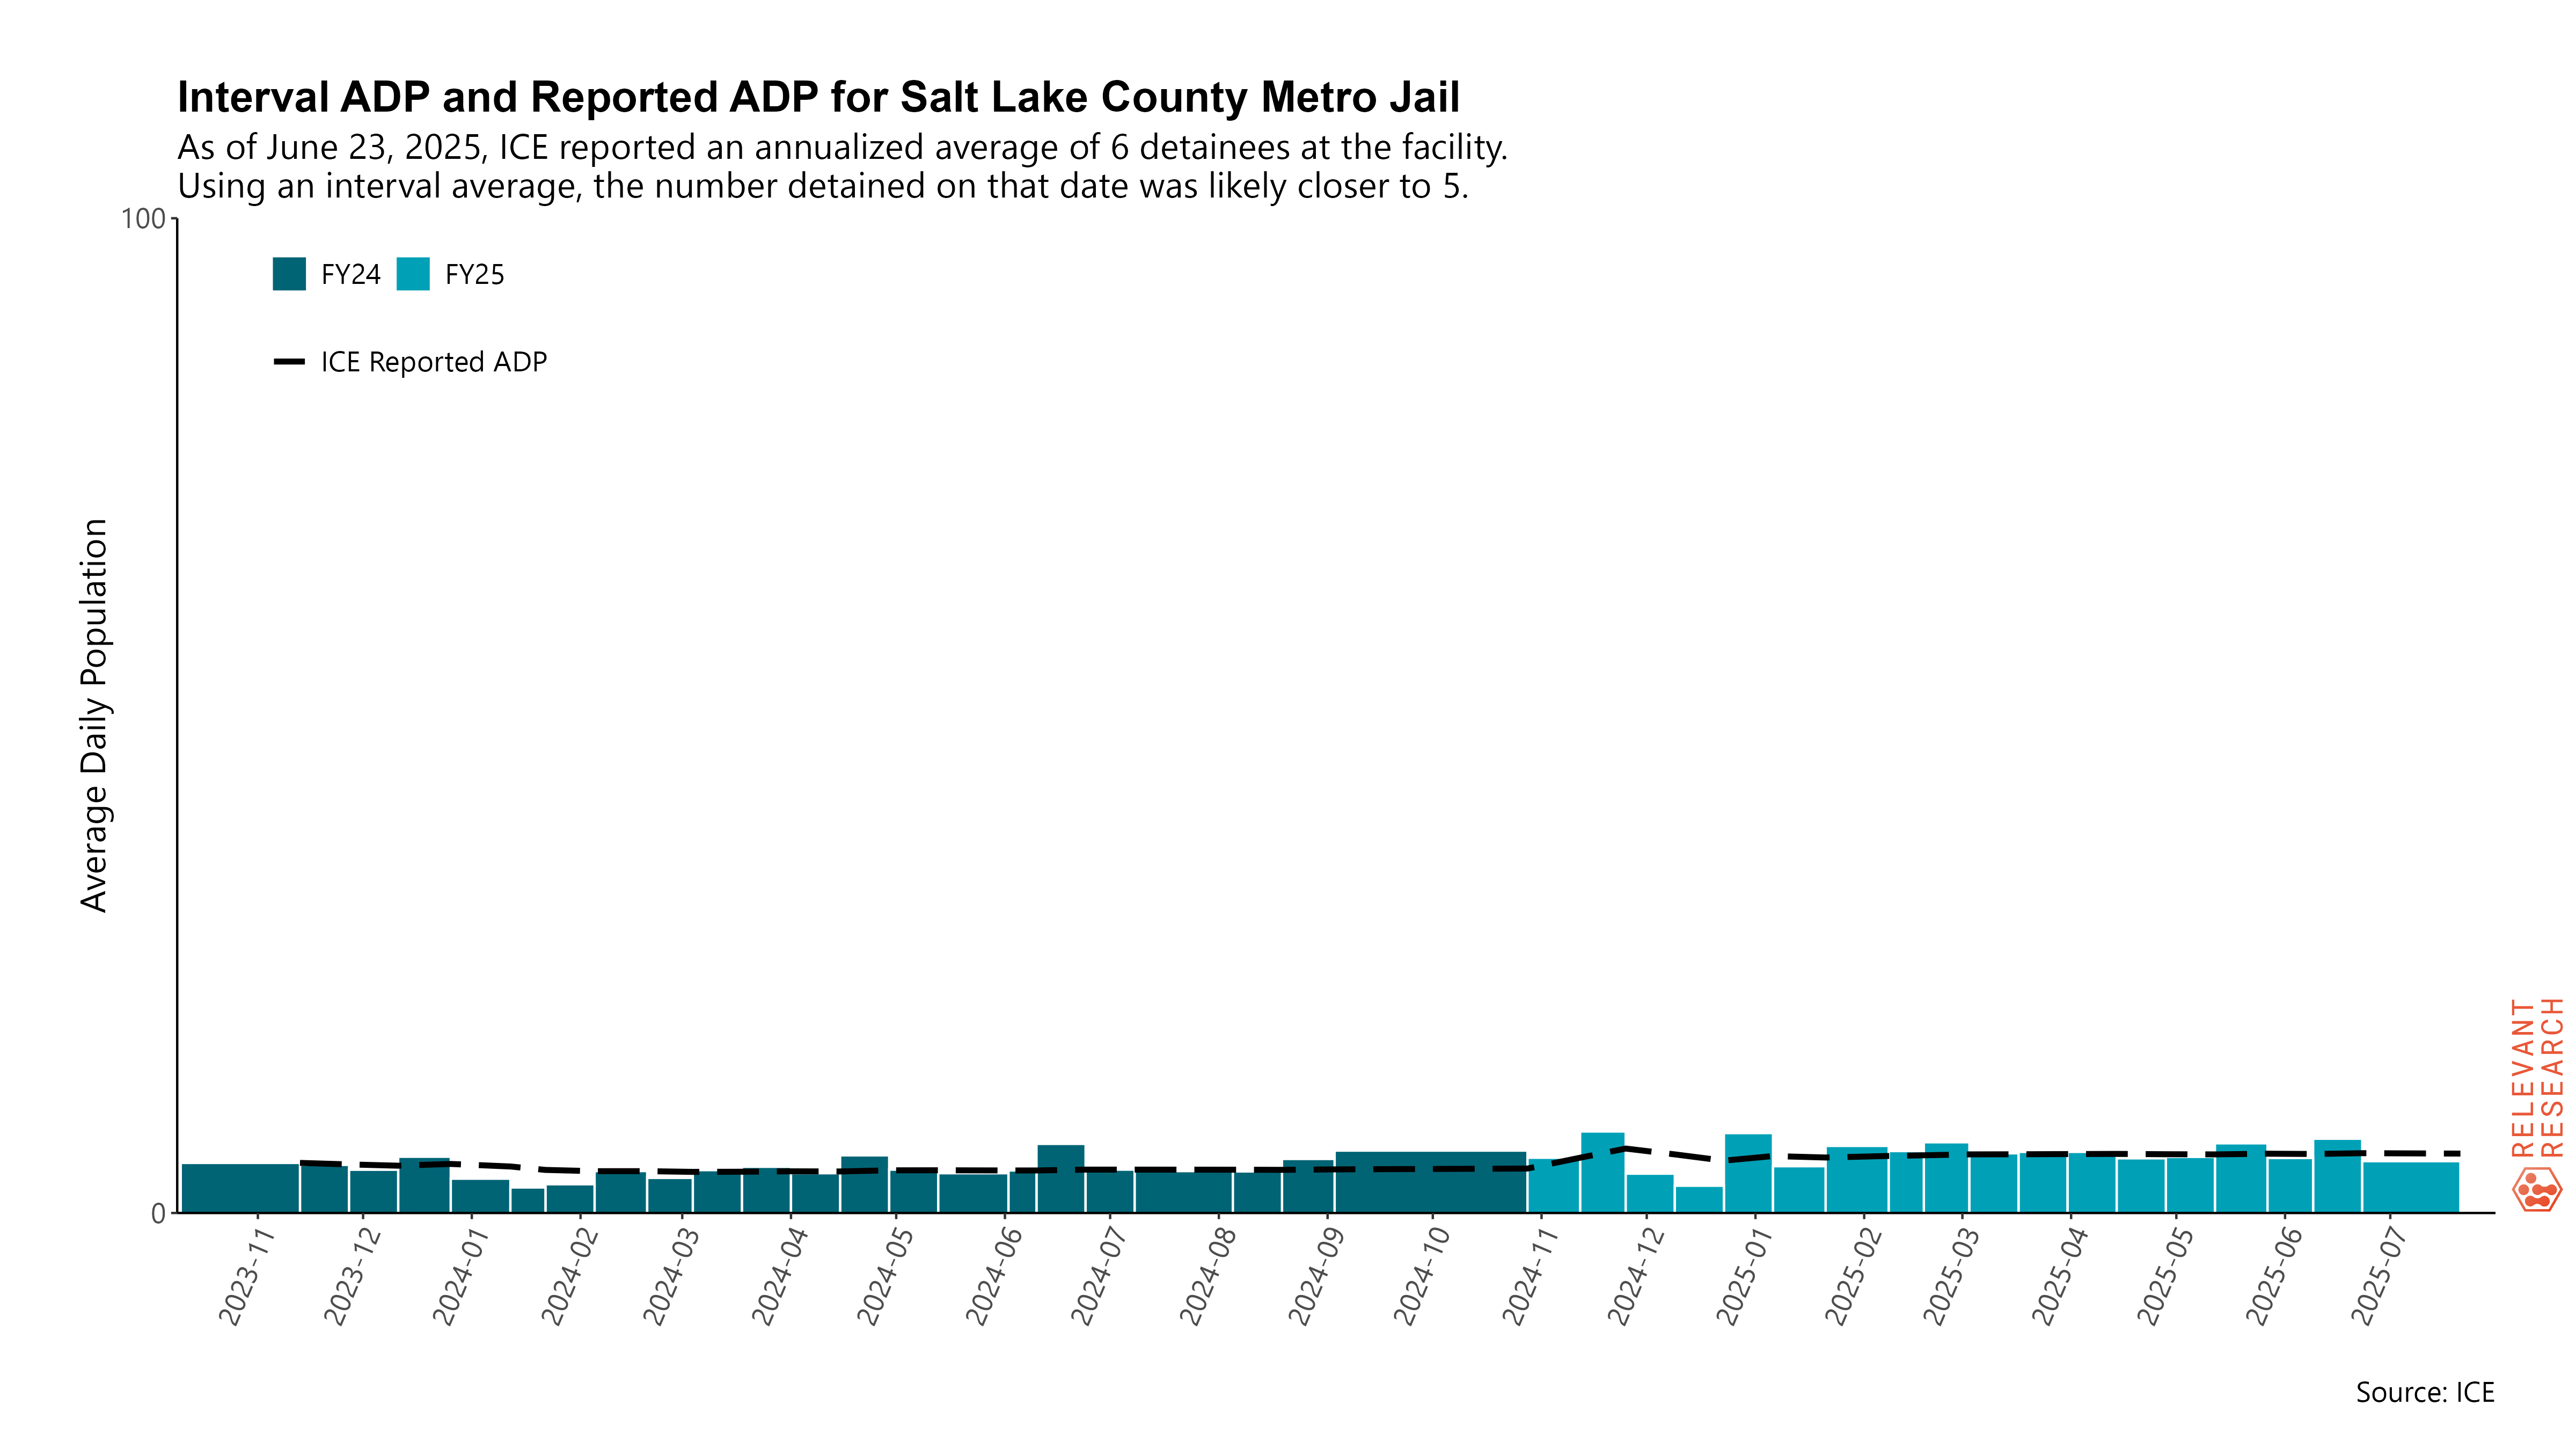 Interval ADP and Reported ADP for Salt Lake County Metro Jail
As of June 23, 2025, ICE reported an annualized average of 6 detainees at the facility.
Using an interval average, the number detained on that date was likely closer to 5.
100
FY24
FY25
ICE Reported ADP
Average Daily Population
0
2023-11
2023-12
2024-01
2024-02
2024-03
2024-04
2024-05
2024-06
2024-07
2024-08
2024-09
2024-10
2024-11
2024-12
2025-01
2025-02
2025-03
2025-04
2025-05
2025-06
2025-07
RELEVANT
RESEARCH
Source: ICE